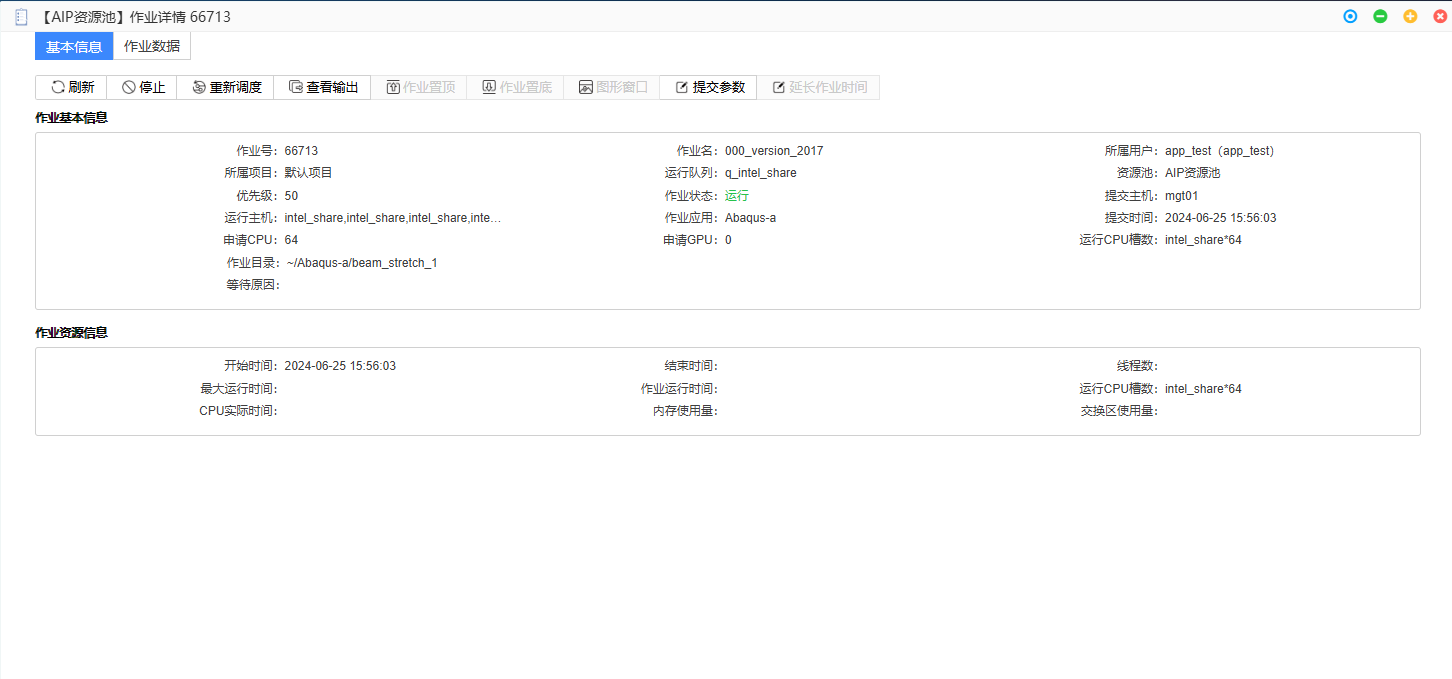 【AIP资源池】作业详情 66713
基本信息 作业数据
刷新 停止 重新调度 查看输出 作业置顶 作业置底 图形窗口 提交参数 延长作业时间
作业基本信息
作业号： 66713 作业名： 000_version_2017 所属用户： app_test（app_test）
所属项目： 默认项目 运行队列： q_intel_share 资源池： AIP资源池
优先级： 50 作业状态： 运行 提交主机： mgt01
运行主机： intel_share,intel_share,intel_share,inte... 作业应用： Abaqus-a 提交时间： 2024-06-25 15:56:03
申请CPU： 64 申请GPU： 0 运行CPU槽数： intel_share*64
作业目录： ~/Abaqus-a/beam_stretch_1
等待原因：
作业资源信息
开始时间： 2024-06-25 15:56:03 结束时间： 线程数：
最大运行时间： 作业运行时间： 运行CPU槽数： intel_share*64
CPU实际时间： 内存使用量： 交换区使用量：